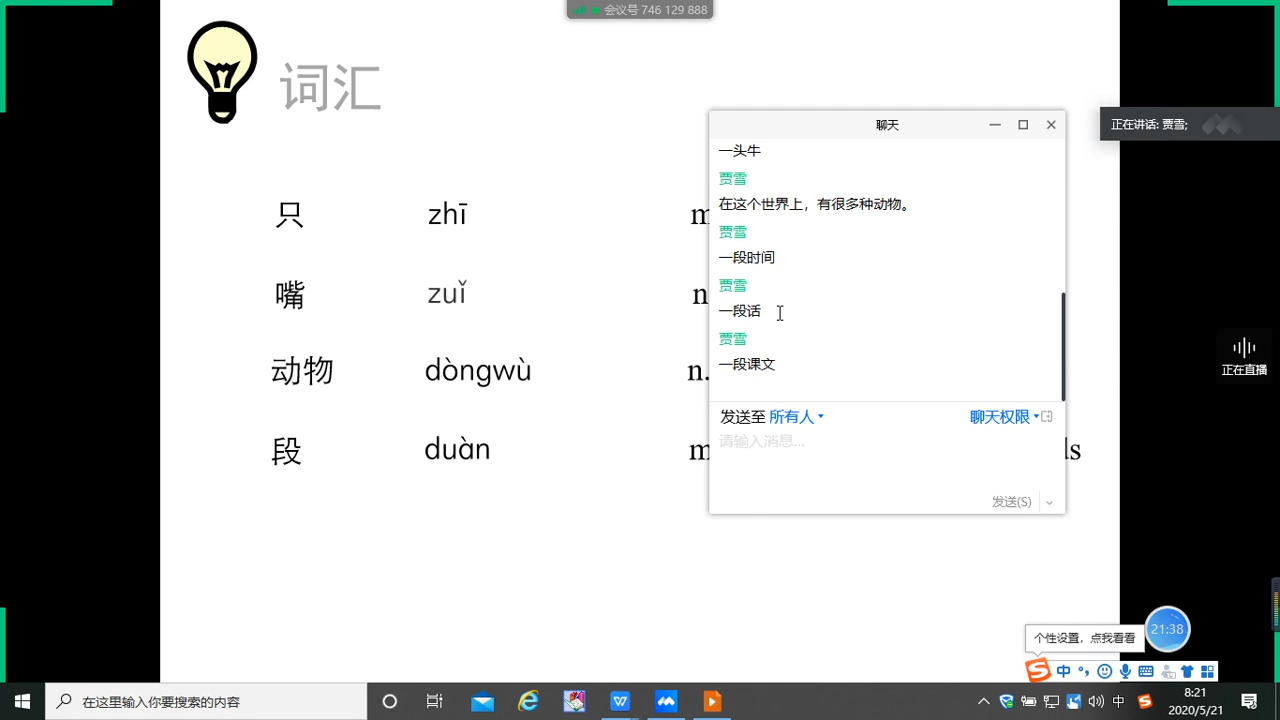 会议号 746 129 888
词汇
聊天
正在讲话: 贾雪;
一头牛
贾雪
在这个世界上，有很多种动物。
贾雪
一段时间
贾雪
一段话
贾雪
一段课文
只 zhī m
嘴 zuǐ n
动物 dòngwù n.
段 duàn m ds
正在直播
发送至 所有人
聊天权限
请输入消息...
发送(S)
21:38
个性设置，点我看看
中
在这里输入你要搜索的内容
中
8:21
2020/5/21